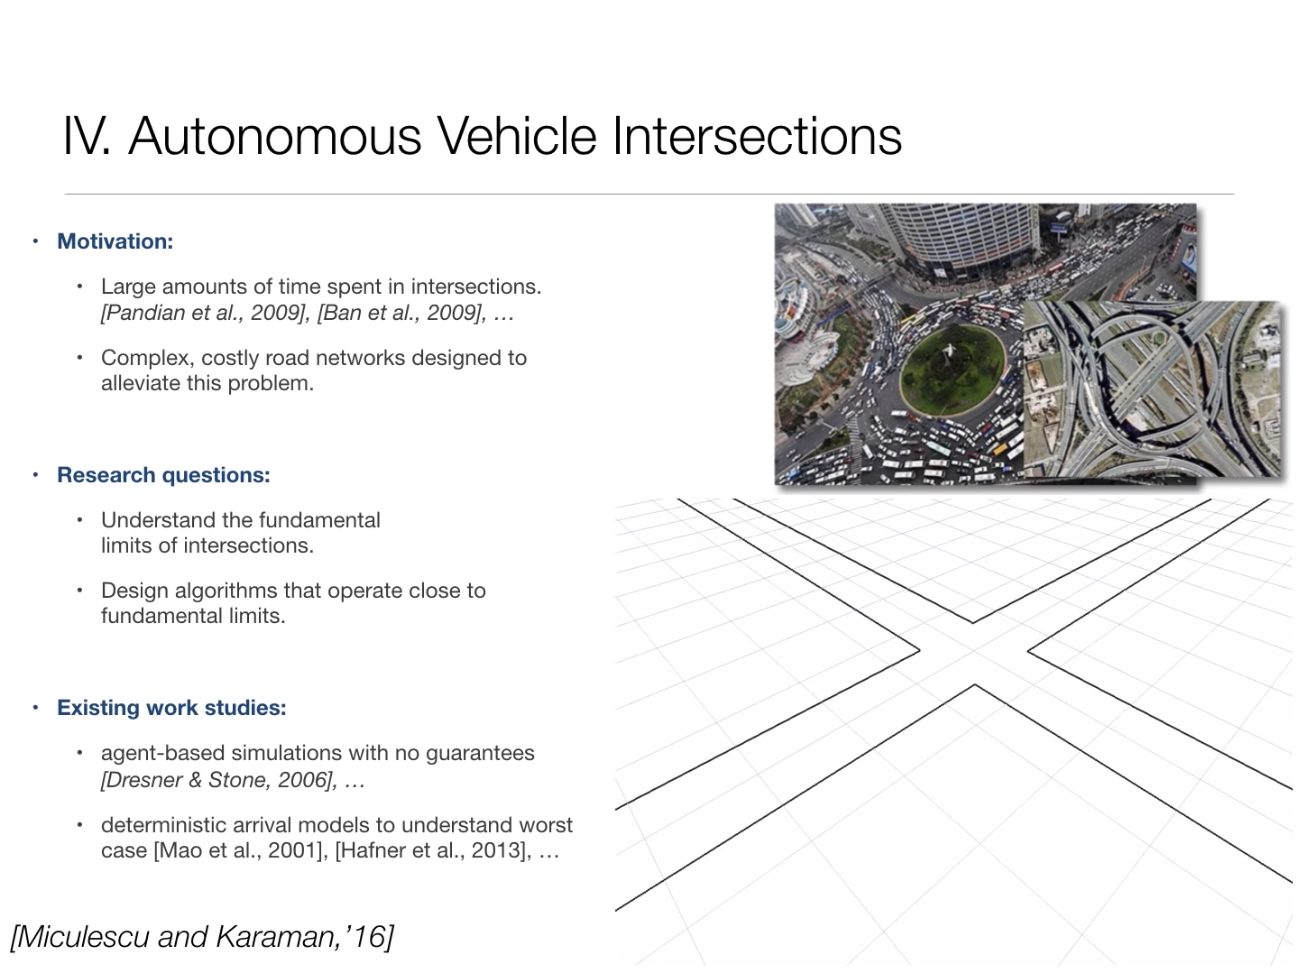 IV. Autonomous Vehicle Intersections
• Motivation:
• Large amounts of time spent in intersections.
[Pandian et al., 2009], [Ban et al., 2009], …
• Complex, costly road networks designed to
alleviate this problem.
• Research questions:
• Understand the fundamental
limits of intersections.
• Design algorithms that operate close to
fundamental limits.
• Existing work studies:
• agent-based simulations with no guarantees
[Dresner & Stone, 2006], …
• deterministic arrival models to understand worst
case [Mao et al., 2001], [Hafner et al., 2013], …
[Miculescu and Karaman,’16]